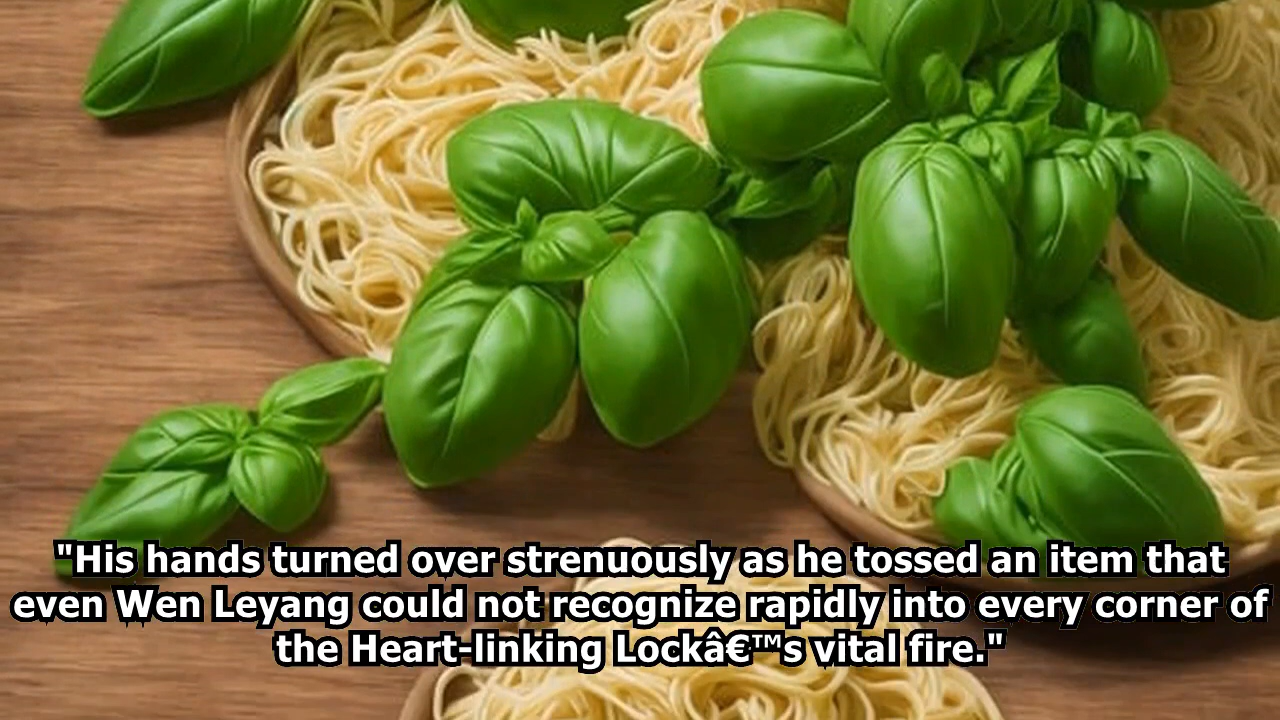 "His hands turned over strenuously as he tossed an item that
even Wen Leyang could not recognize rapidly into every corner of
the Heart-linking Lockâ€™s vital fire."